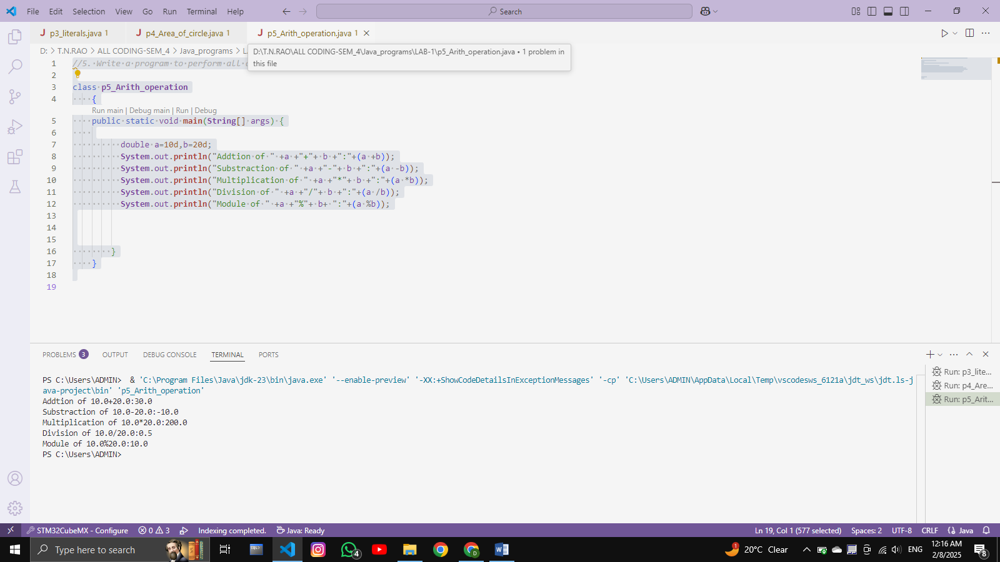 File Edit Selection View Go Run Terminal Help
Search
p3_literals.java 1
p4_Area_of_circle.java 1
p5_Arith_operation.java 1
D: > T.N.RAO > ALL CODING-SEM_4 > Java_programs >
D:\T.N.RAO\ALL CODING-SEM_4\Java_programs\LAB-1\p5_Arith_operation.java • 1 problem in
this file
1 //5. Write a program to perform all
2
3 class p5_Arith_operation
4 {
Run main | Debug main | Run | Debug
5 public static void main(String[] args) {
6
7 double a=10d,b=20d;
8 System.out.println("Addtion of " +a +"+"+ b +":"+(a +b));
9 System.out.println("Substraction of " +a +"-"+ b +":"+(a -b));
10 System.out.println("Multiplication of " +a +"*"+ b +":"+(a *b));
11 System.out.println("Division of " +a +"/"+ b +":"+(a /b));
12 System.out.println("Module of " +a +"%"+ b+ ":"+(a %b));
13
14
15
16 }
17 }
18
19
PROBLEMS 3 OUTPUT DEBUG CONSOLE TERMINAL PORTS
PS C:\Users\ADMIN> & 'C:\Program Files\Java\jdk-23\bin\java.exe' '--enable-preview' '-XX:+ShowCodeDetailsInExceptionMessages' '-cp' 'C:\Users\ADMIN\AppData\Local\Temp\vscodesws_6121a\jdt_ws\jdt.ls-j
ava-project\bin' 'p5_Arith_operation'
Addtion of 10.0+20.0:30.0
Substraction of 10.0-20.0:-10.0
Multiplication of 10.0*20.0:200.0
Division of 10.0/20.0:0.5
Module of 10.0%20.0:10.0
PS C:\Users\ADMIN>
Run: p3_lite...
Run: p4_Are...
Run: p5_Arit...
STM32CubeMX - Configure 0 3 Indexing completed. Java: Ready
Ln 19, Col 1 (577 selected) Spaces: 2 UTF-8 CRLF {} Java
Type here to search
SQL>
4
D
W
1
20°C Clear
ENG
12:16 AM
2/8/2025
8